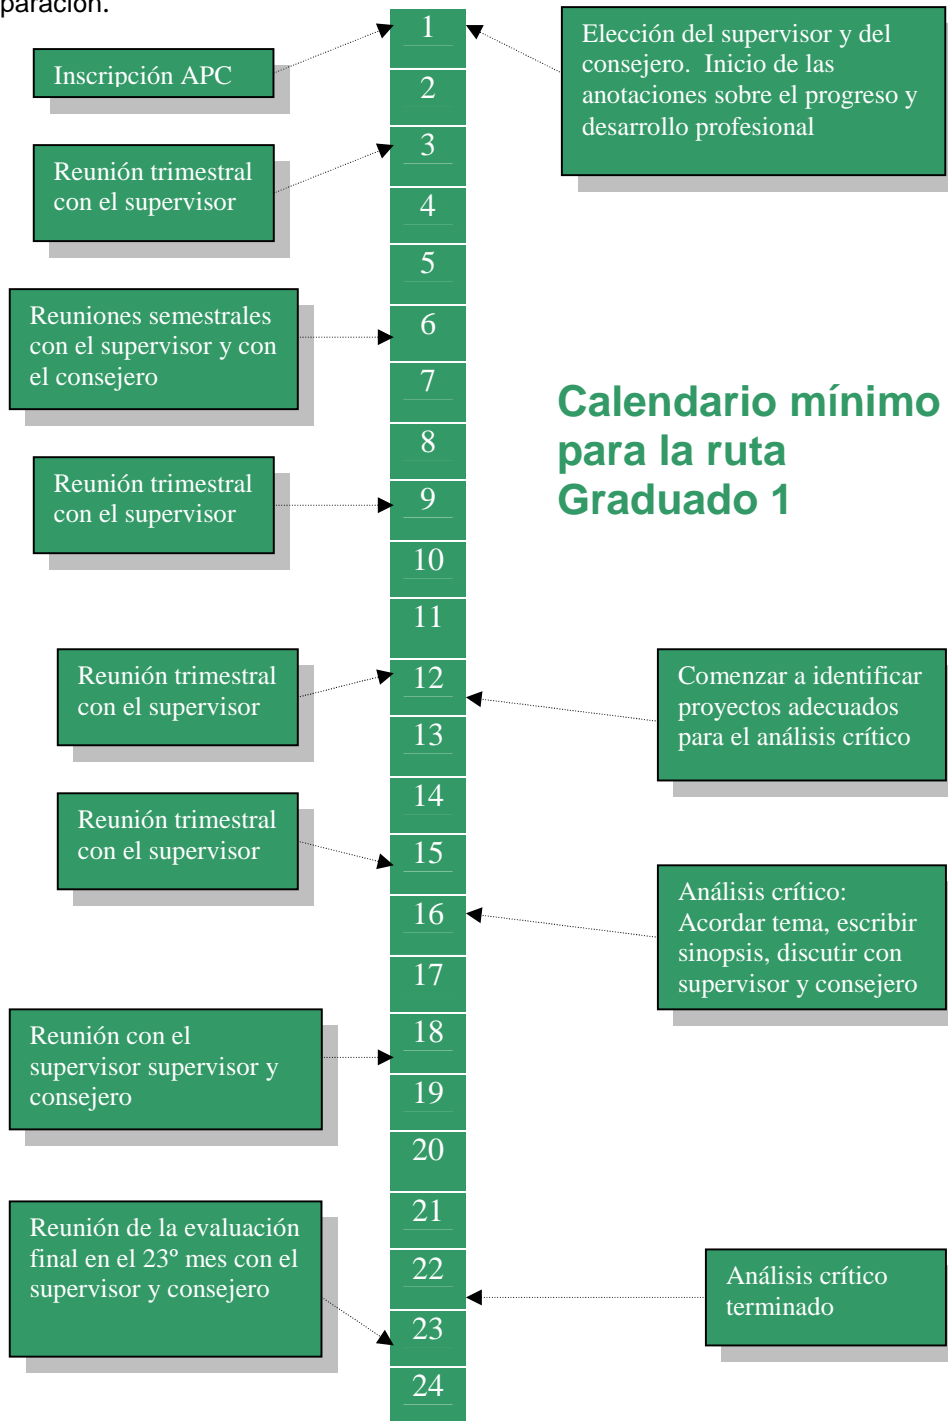 paración.
1
Elección del supervisor y del
consejero.  Inicio de las
anotaciones sobre el progreso y
desarrollo profesional
Inscripción APC
2
3
Reunión trimestral
con el supervisor
4
5
Reuniones semestrales
con el supervisor y con
el consejero
6
7
Calendario mínimo
para la ruta
Graduado 1
8
Reunión trimestral
con el supervisor
9
10
11
Reunión trimestral
con el supervisor
12
Comenzar a identificar
proyectos adecuados
para el análisis crítico
13
14
Reunión trimestral
con el supervisor
15
Análisis crítico:
Acordar tema, escribir
sinopsis, discutir con
supervisor y consejero
16
17
Reunión con el
supervisor supervisor y
consejero
18
19
20
21
Reunión de la evaluación
final en el 23º mes con el
supervisor y consejero
22
Análisis crítico
terminado
23
24